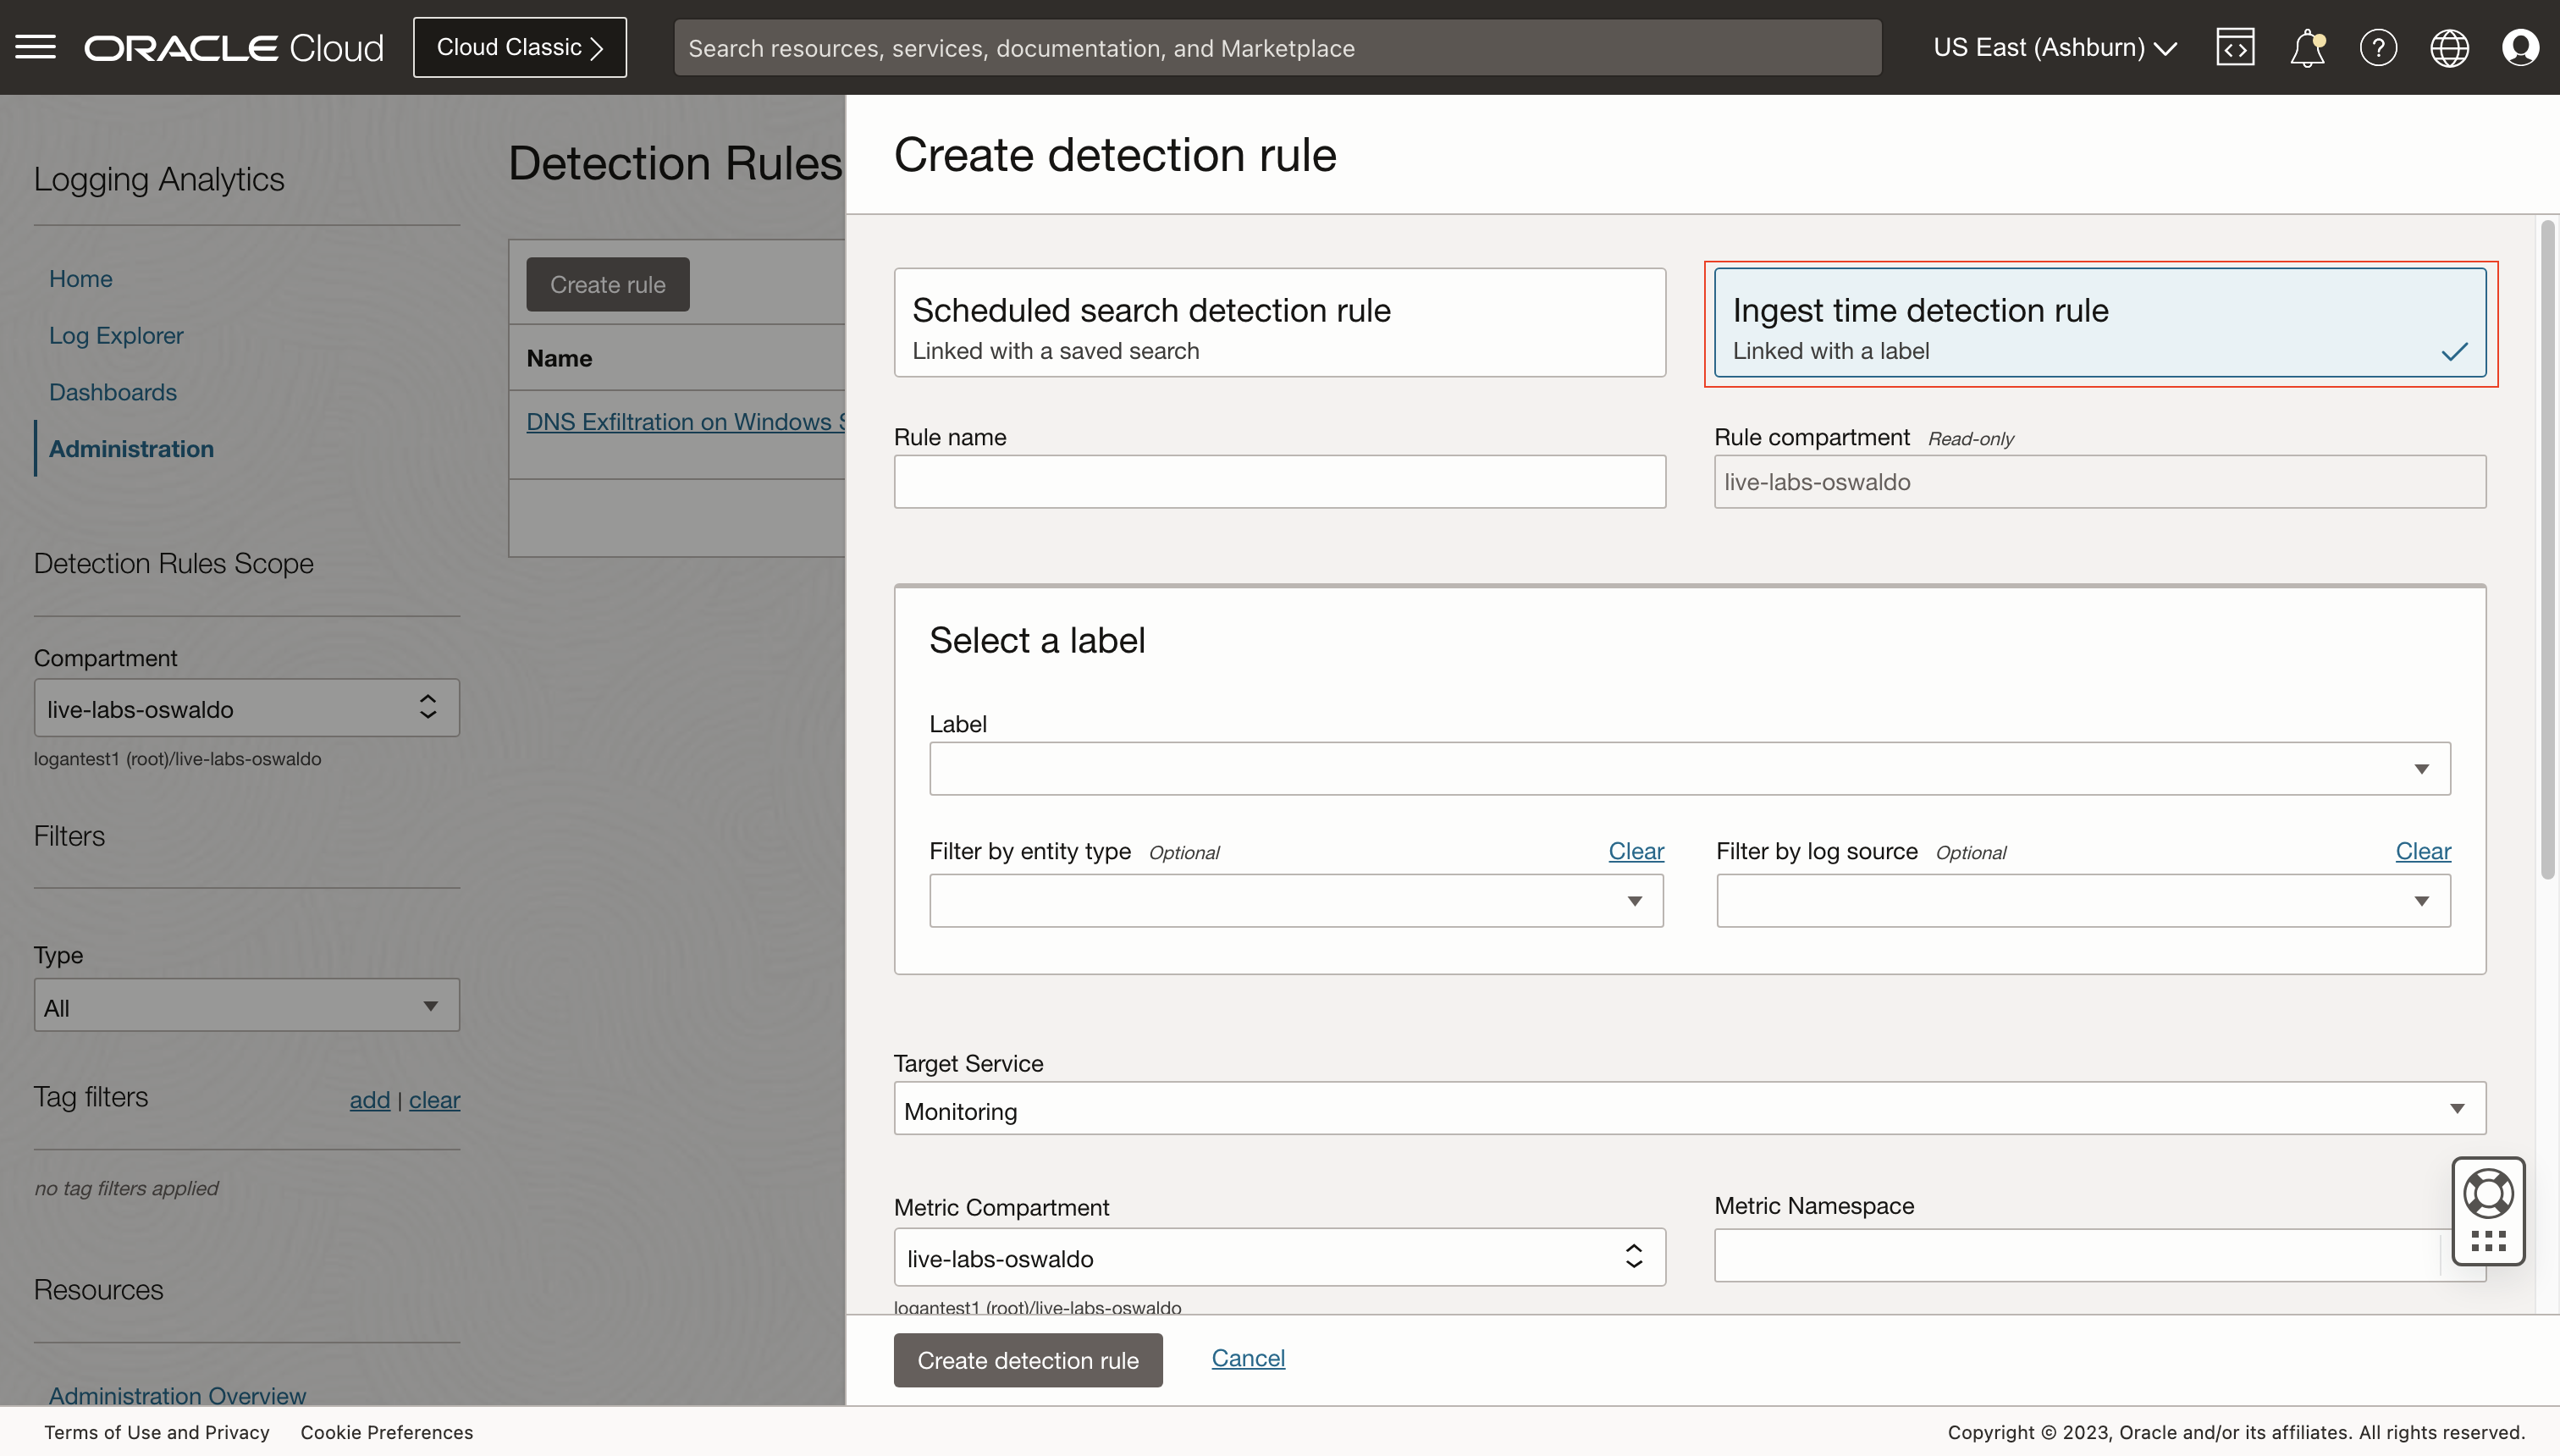 ORACLE Cloud
Cloud Classic
Search resources, services, documentation, and Marketplace
US East (Ashburn)
Logging Analytics
Home
Log Explorer
Dashboards
Administration
Detection Rules Scope
Compartment
live-labs-oswaldo
logantest1 (root)/live-labs-oswaldo
Filters
Type
All
Tag filters
add | clear
no tag filters applied
Resources
Administration Overview
Detection Rules
Create rule
Name
DNS Exfiltration on Windows S
Create detection rule
Scheduled search detection rule
Linked with a saved search
Ingest time detection rule
Linked with a label
Rule name
Rule compartment Read-only
live-labs-oswaldo
Select a label
Label
Filter by entity type Optional Clear
Filter by log source Optional Clear
Target Service
Monitoring
Metric Compartment
live-labs-oswaldo
logantest1 (root)/live-labs-oswaldo
Metric Namespace
Create detection rule
Cancel
Terms of Use and Privacy
Cookie Preferences
Copyright © 2023, Oracle and/or its affiliates. All rights reserved.